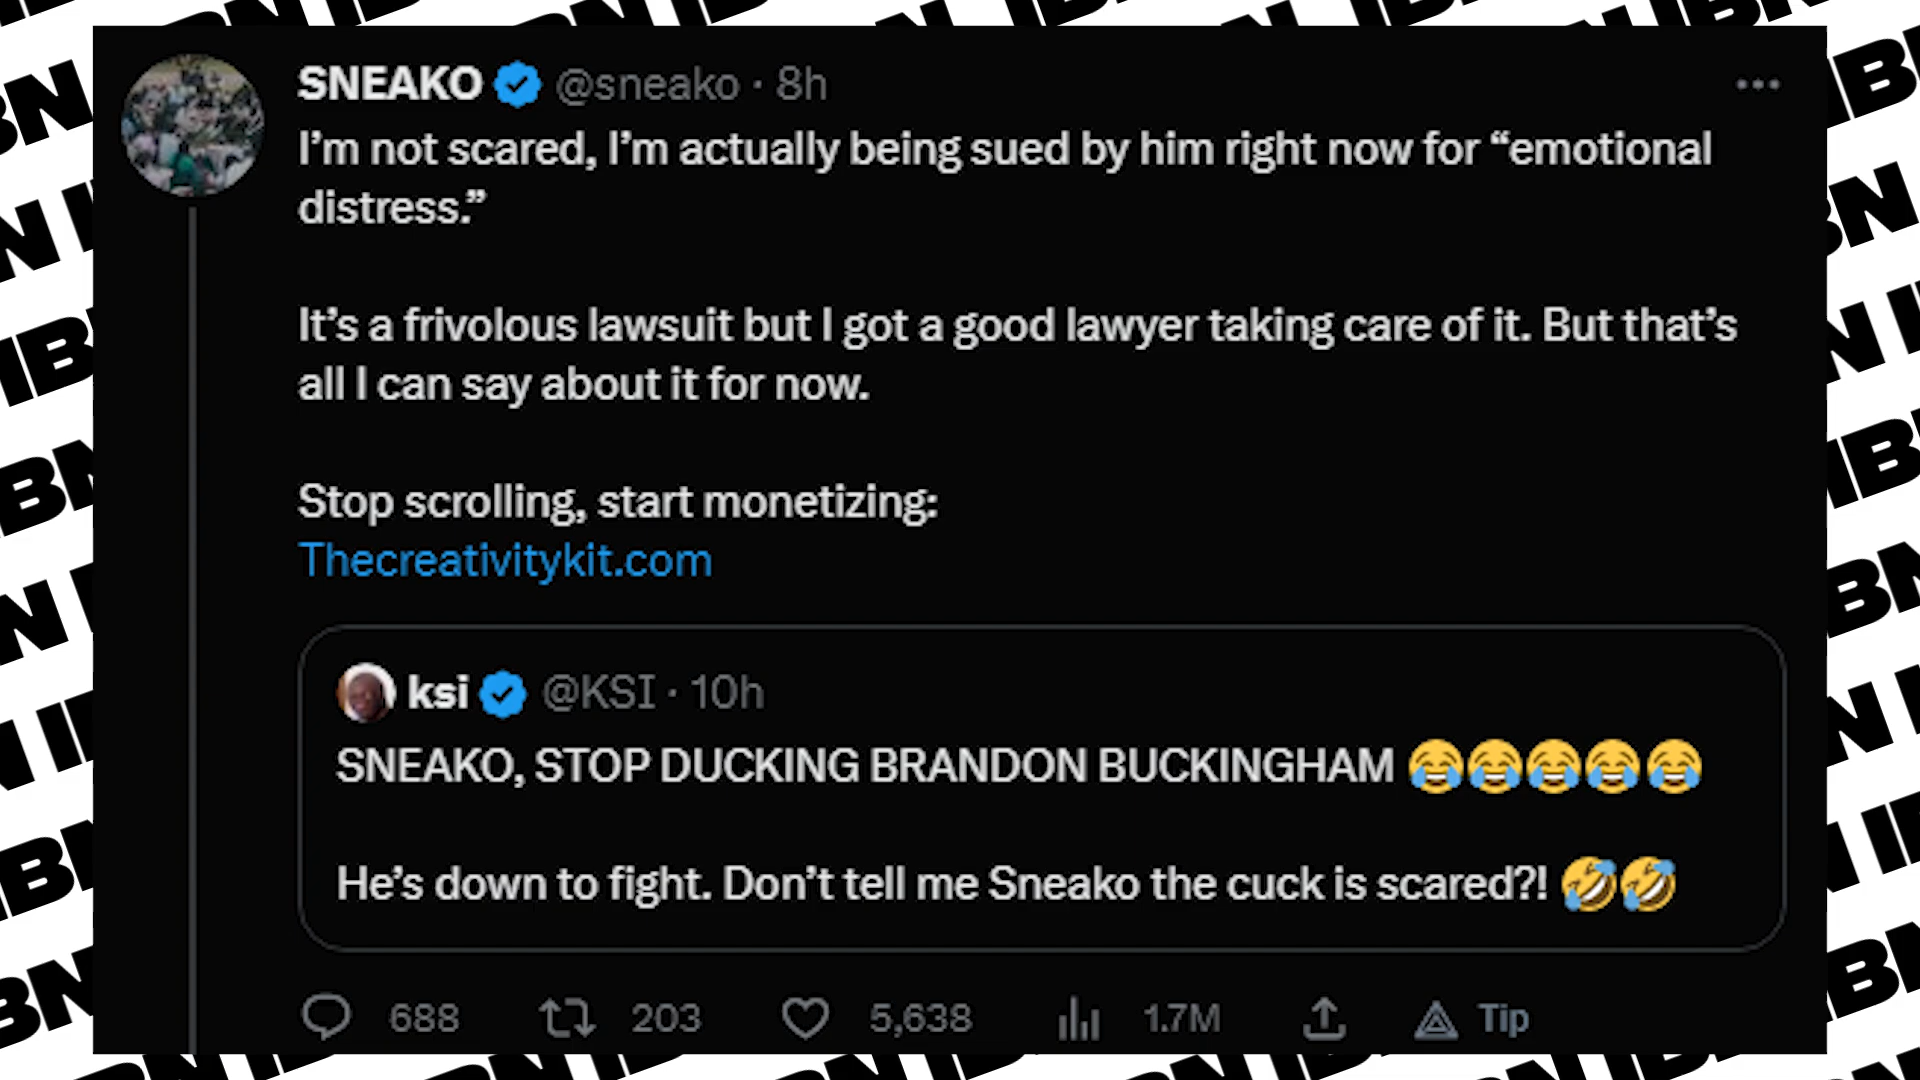 SNEAKO @sneako · 8h
I'm not scared, I'm actually being sued by him right now for “emotional
distress.”
It's a frivolous lawsuit but I got a good lawyer taking care of it. But that's
all I can say about it for now.
Stop scrolling, start monetizing:
Thecreativitykit.com
ksi @KSI · 10h
SNEAKO, STOP DUCKING BRANDON BUCKINGHAM 😂😂😂😂😂
He's down to fight. Don't tell me Sneako the cuck is scared?! 🤣🤣
688 203 5,638 1.7M Tip